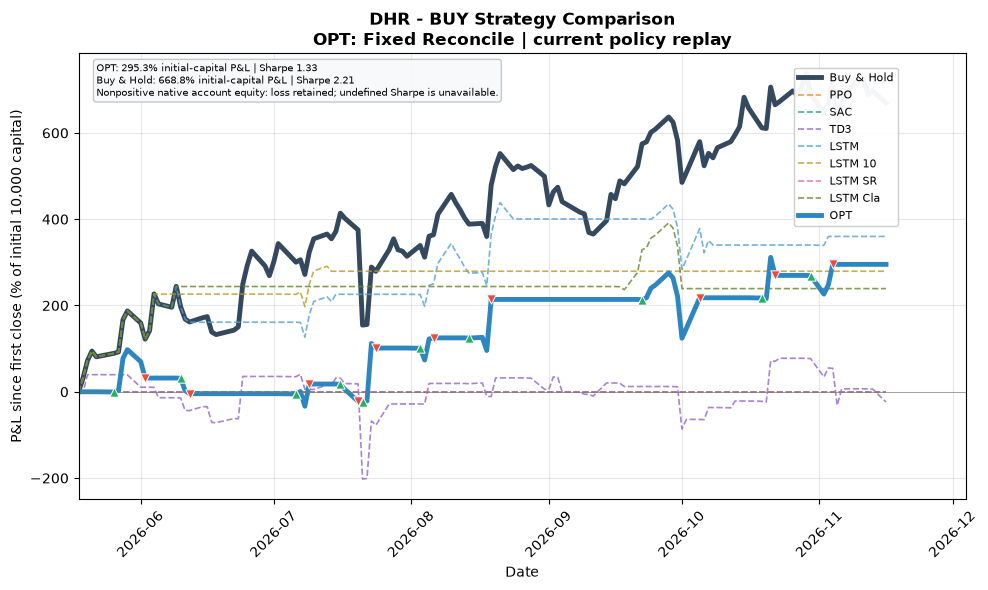 DHR - BUY Strategy Comparison
OPT: Fixed Reconcile | current policy replay
OPT: 295.3% initial-capital P&L | Sharpe 1.33
Buy & Hold: 668.8% initial-capital P&L | Sharpe 2.21
Nonpositive native account equity: loss retained; undefined Sharpe is unavailable.
Buy & Hold
PPO
SAC
TD3
LSTM
LSTM 10
LSTM SR
LSTM Cla
OPT
P&L since first close (% of initial 10,000 capital)
600
400
200
0
−200
2026-06
2026-07
2026-08
2026-09
2026-10
2026-11
2026-12
Date